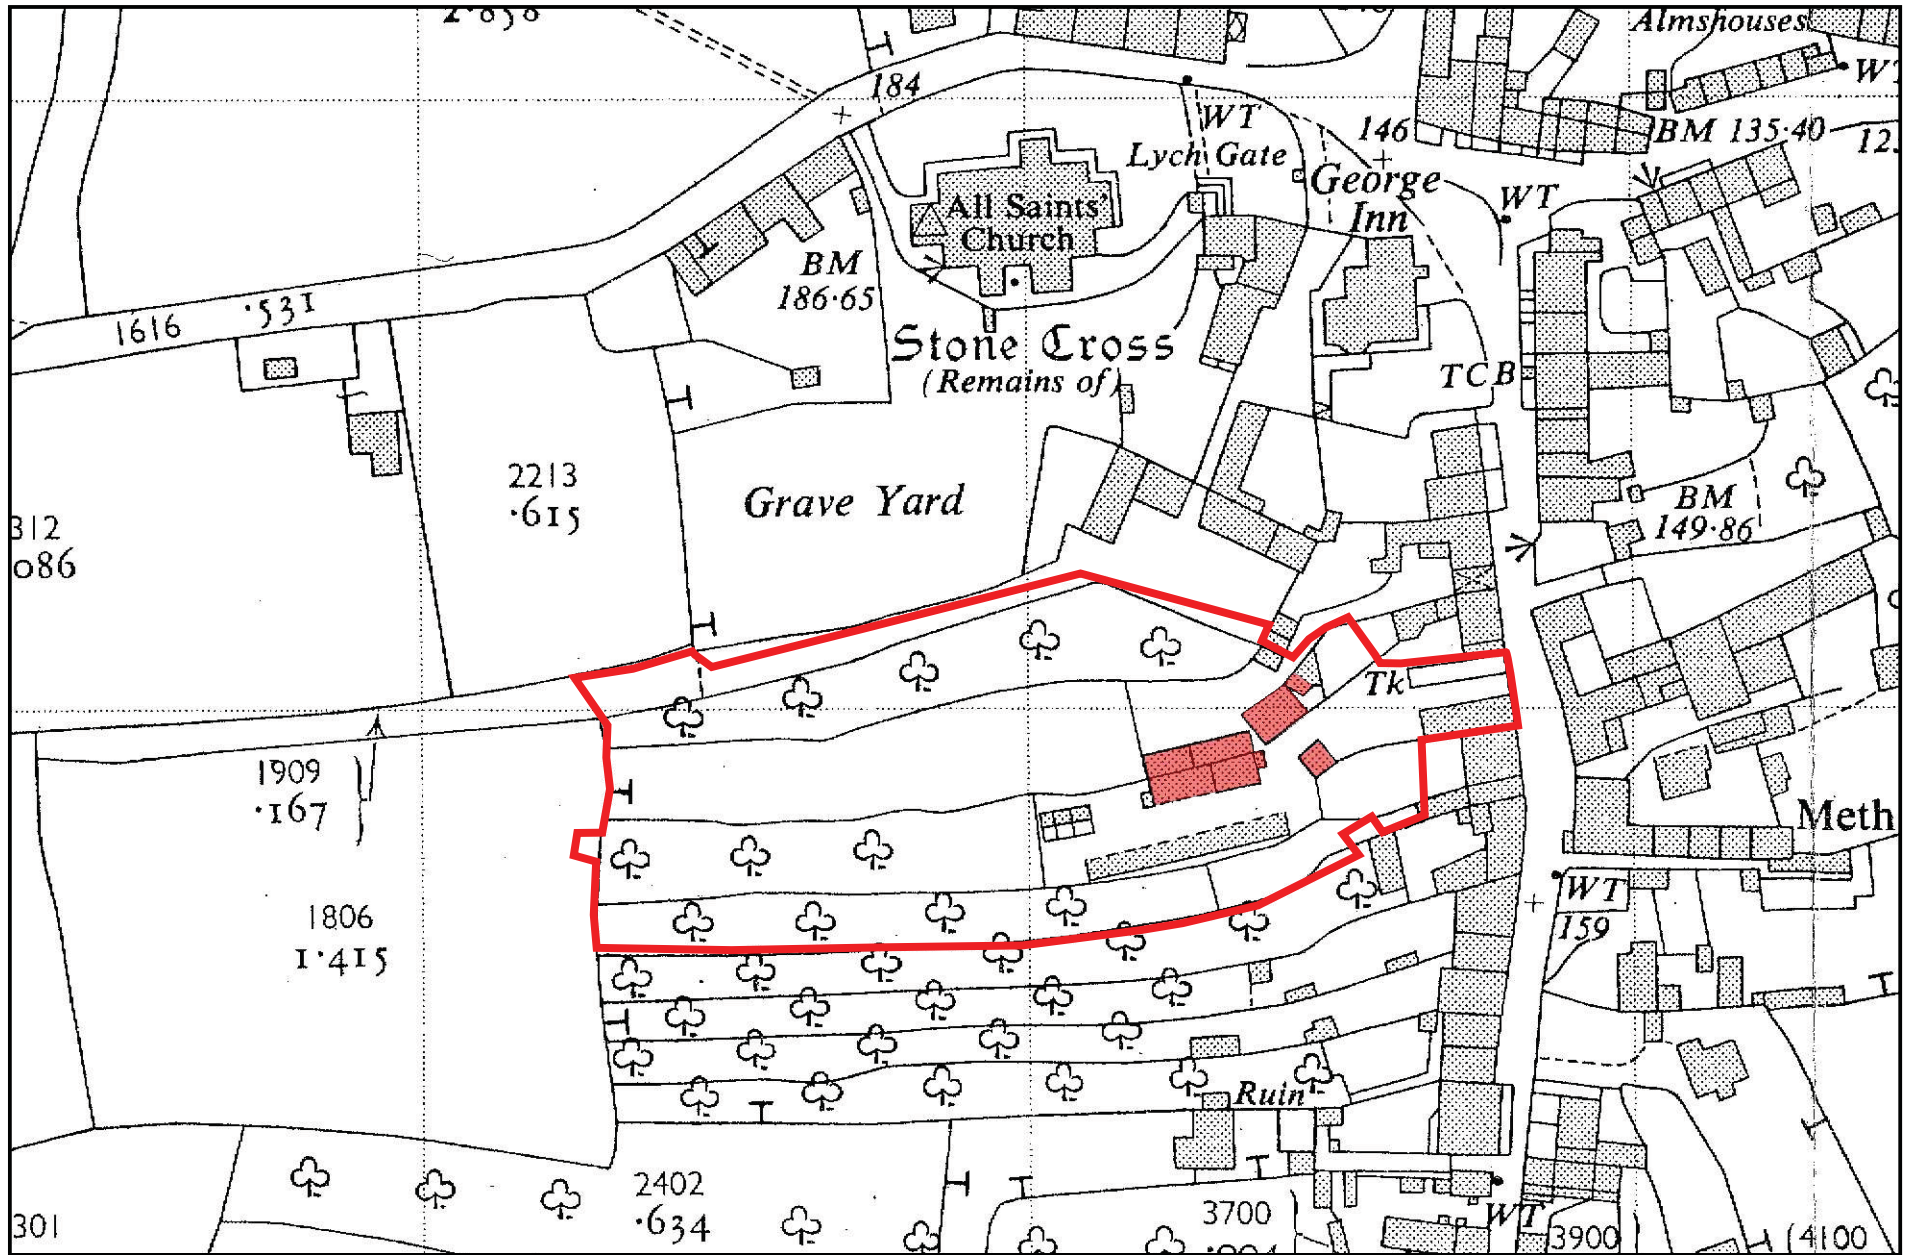 2·858
Almshouses
184
WT
146
BM 135·40
Lych Gate
George
Inn
WT
All Saints'
Church
BM
186·65
·531
1616
Stone Cross
(Remains of)
TCB
2213
·615
Grave Yard
BM
149·86
312
086
Tk
1909
·167
Meth
1806
1·415
WT
159
Ruin
2402
·634
3700
WT
3900
(4100
301